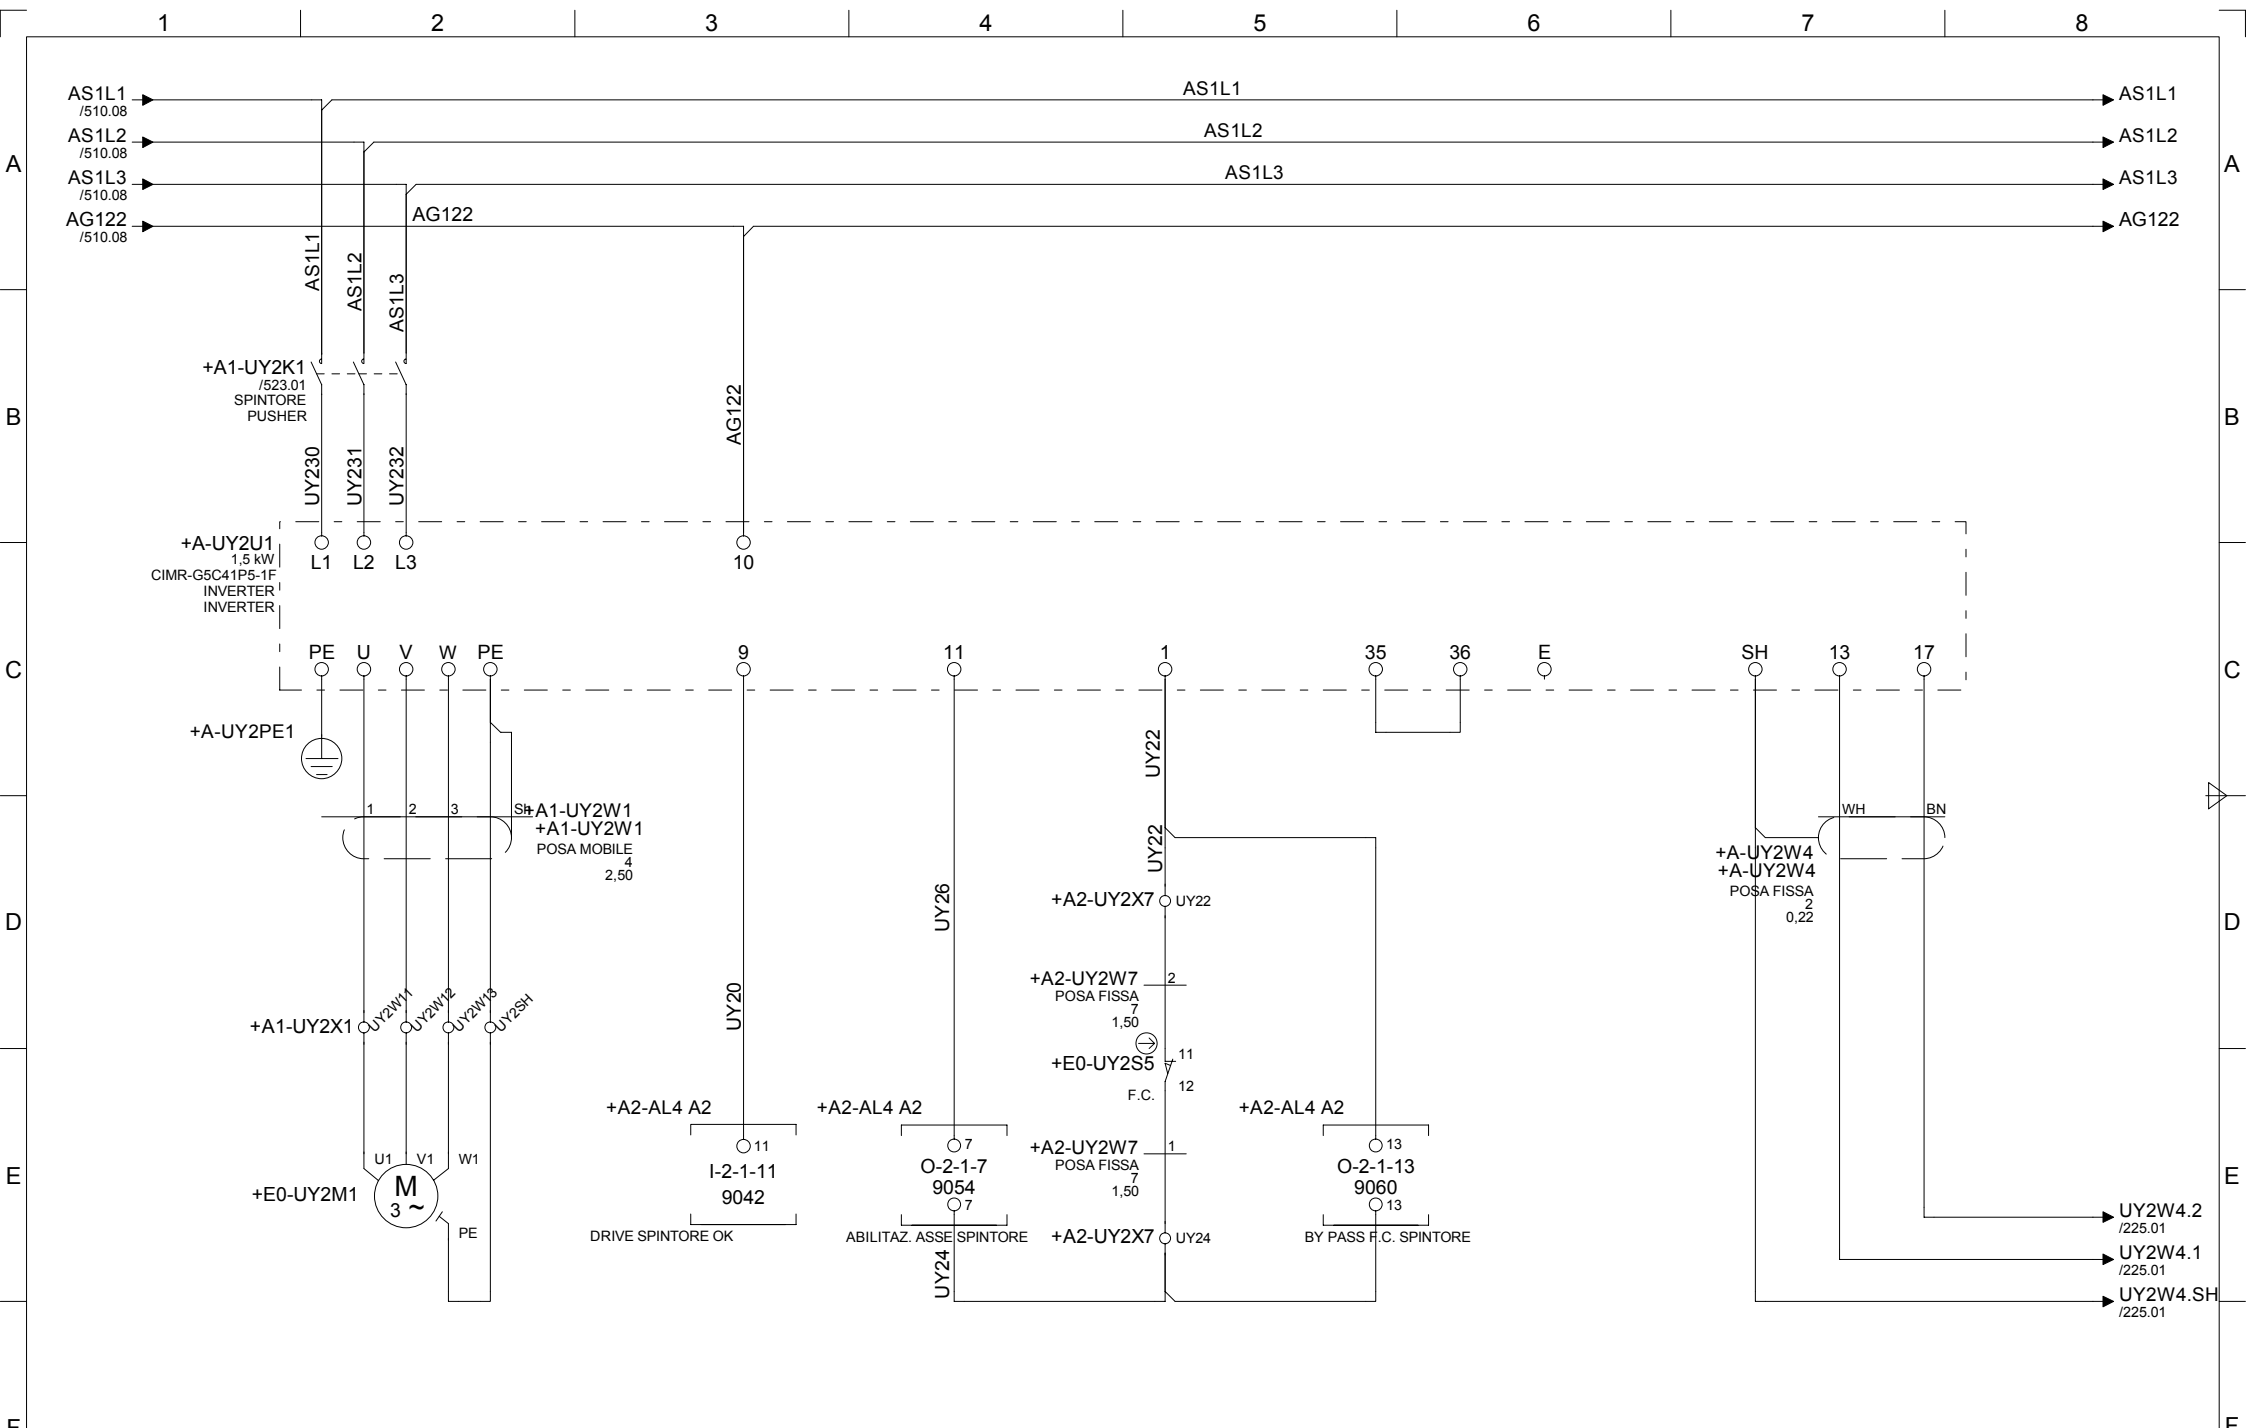 1 2 3 4 5 6 7 8
AS1L1
/510.08
AS1L1
AS1L1
AS1L2
/510.08
AS1L2
AS1L2
A
A
AS1L3
/510.08
AS1L3
AS1L3
AG122
/510.08
AG122
AG122
AS1L1
AS1L2
AS1L3
+A1-UY2K1
/523.01
SPINTORE
PUSHER
AG122
B
B
UY230
UY231
UY232
+A-UY2U1
1,5 kW
CIMR-G5C41P5-1F
INVERTER
INVERTER
L1 L2 L3 10
PE U V W PE 9 11 1 35 36 E SH 13 17
C
C
+A-UY2PE1
UY22
1 2 3 Sh
+A1-UY2W1
+A1-UY2W1
POSA MOBILE
4
2,50
WH BN
UY22
+A-UY2W4
+A-UY2W4
POSA FISSA
2
0,22
UY26
+A2-UY2X7 UY22
D
D
+A2-UY2W7 2
POSA FISSA
7
1,50
UY20
+A1-UY2X1
UY2W11
UY2W12
UY2W13
UY2SH
+E0-UY2S5
11
12
F.C.
+A2-AL4 A2
+A2-AL4 A2
+A2-AL4 A2
11
7
13
+A2-UY2W7 1
POSA FISSA
7
1,50
U1 V1 W1
I-2-1-11
9042
O-2-1-7
9054
7
O-2-1-13
9060
13
E
E
+E0-UY2M1
M
3 ~
PE
DRIVE SPINTORE OK
ABILITAZ. ASSE SPINTORE
+A2-UY2X7 UY24
BY PASS F.C. SPINTORE
UY24
UY2W4.2
/225.01
UY2W4.1
/225.01
UY2W4.SH
/225.01
F
F